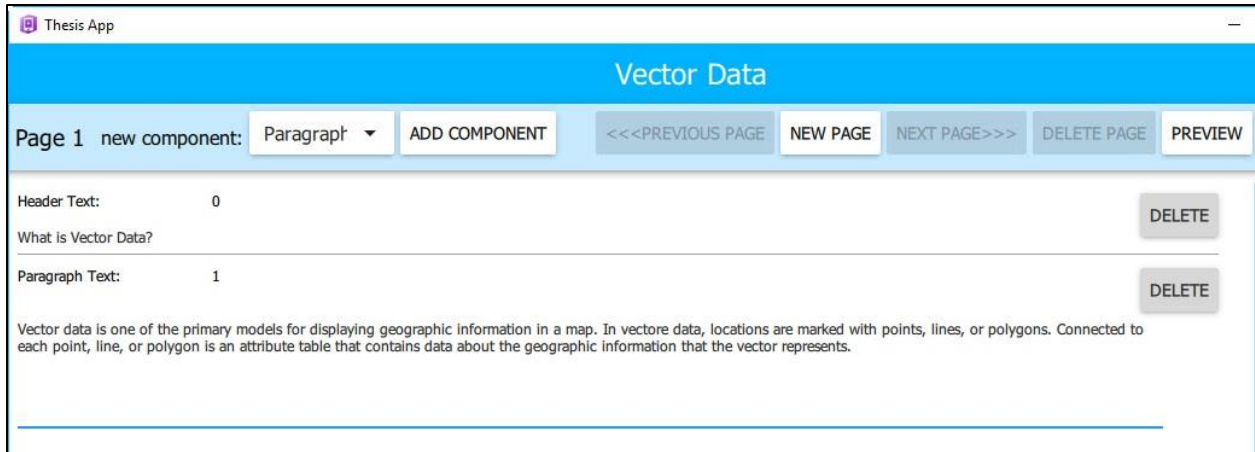 Thesis App
Vector Data
Page 1 new component: Paragraph ADD COMPONENT <<<PREVIOUS PAGE NEW PAGE NEXT PAGE>>> DELETE PAGE PREVIEW
Header Text: 0 DELETE
What is Vector Data?
Paragraph Text: 1 DELETE
Vector data is one of the primary models for displaying geographic information in a map. In vectore data, locations are marked with points, lines, or polygons. Connected to
each point, line, or polygon is an attribute table that contains data about the geographic information that the vector represents.